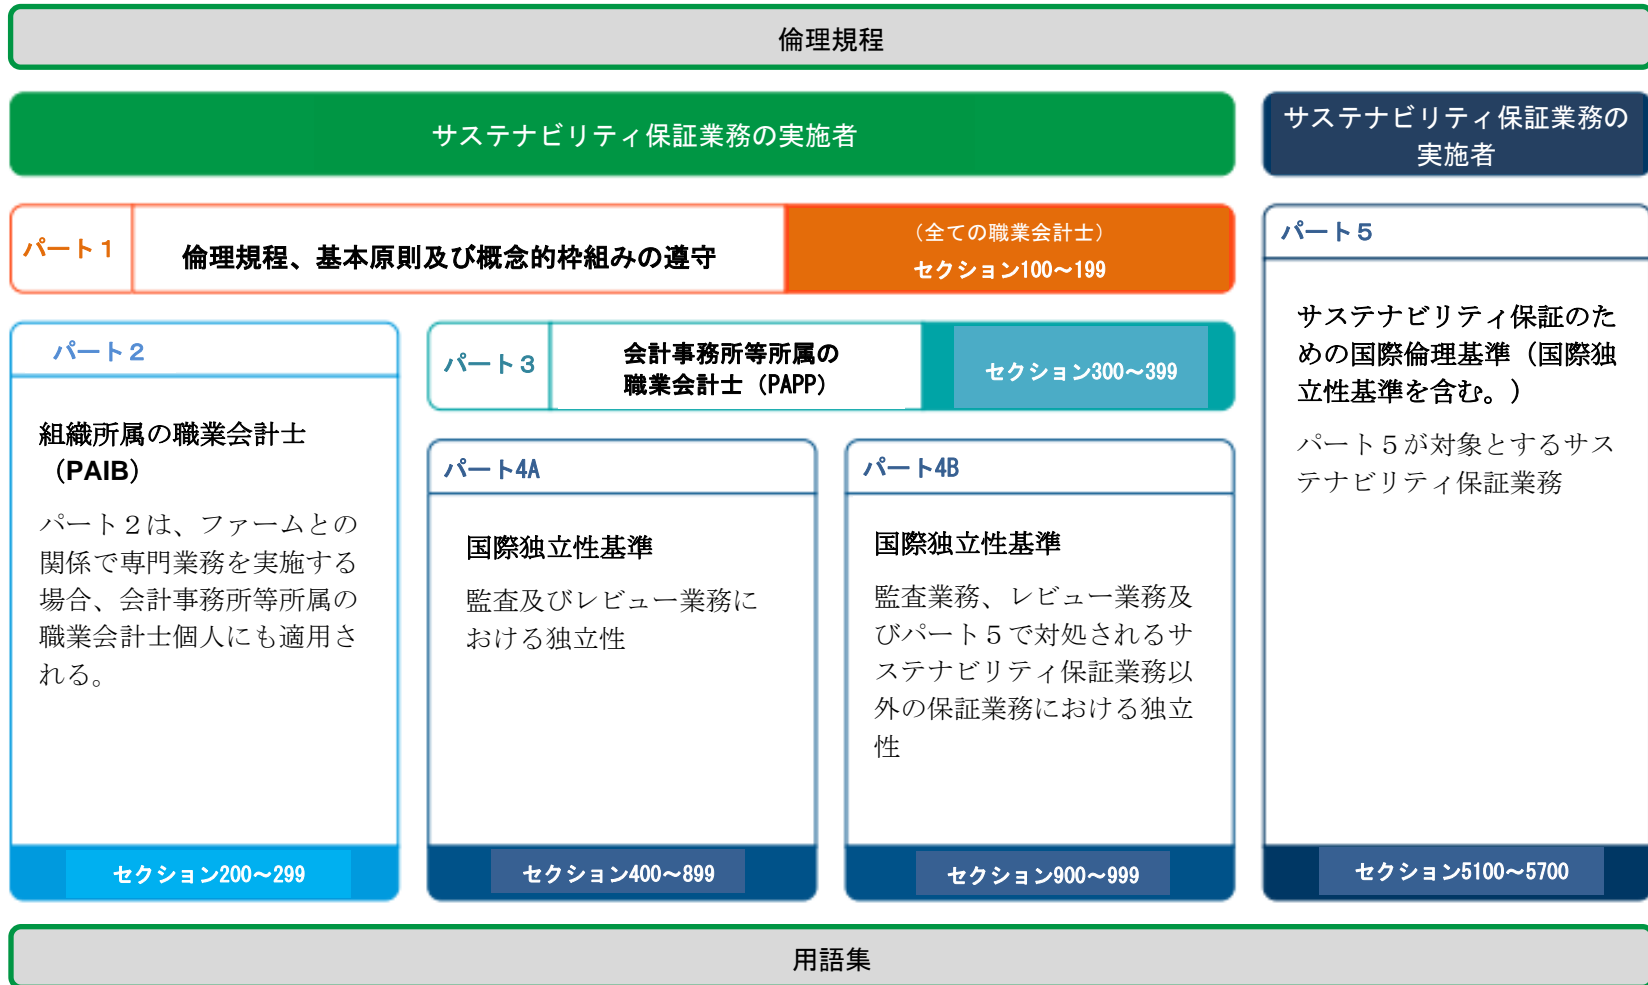 倫理規程
サステナビリティ保証業務の実施者
サステナビリティ保証業務の
実施者
パート1
倫理規程、基本原則及び概念的枠組みの遵守
（全ての職業会計士）
セクション100～199
パート２
組織所属の職業会計士
（PAIB）
パート２は、ファームとの
関係で専門業務を実施する
場合、会計事務所等所属の
職業会計士個人にも適用さ
れる。
セクション200～299
パート３
会計事務所等所属の
職業会計士（PAPP）
セクション300～399
パート4A
国際独立性基準
監査及びレビュー業務に
おける独立性
セクション400～899
パート4B
国際独立性基準
監査業務、レビュー業務及
びパート５で対処されるサ
ステナビリティ保証業務以
外の保証業務における独立
性
セクション900～999
パート５
サステナビリティ保証のた
めの国際倫理基準（国際独
立性基準を含む。）
パート５が対象とするサス
テナビリティ保証業務
セクション5100～5700
用語集